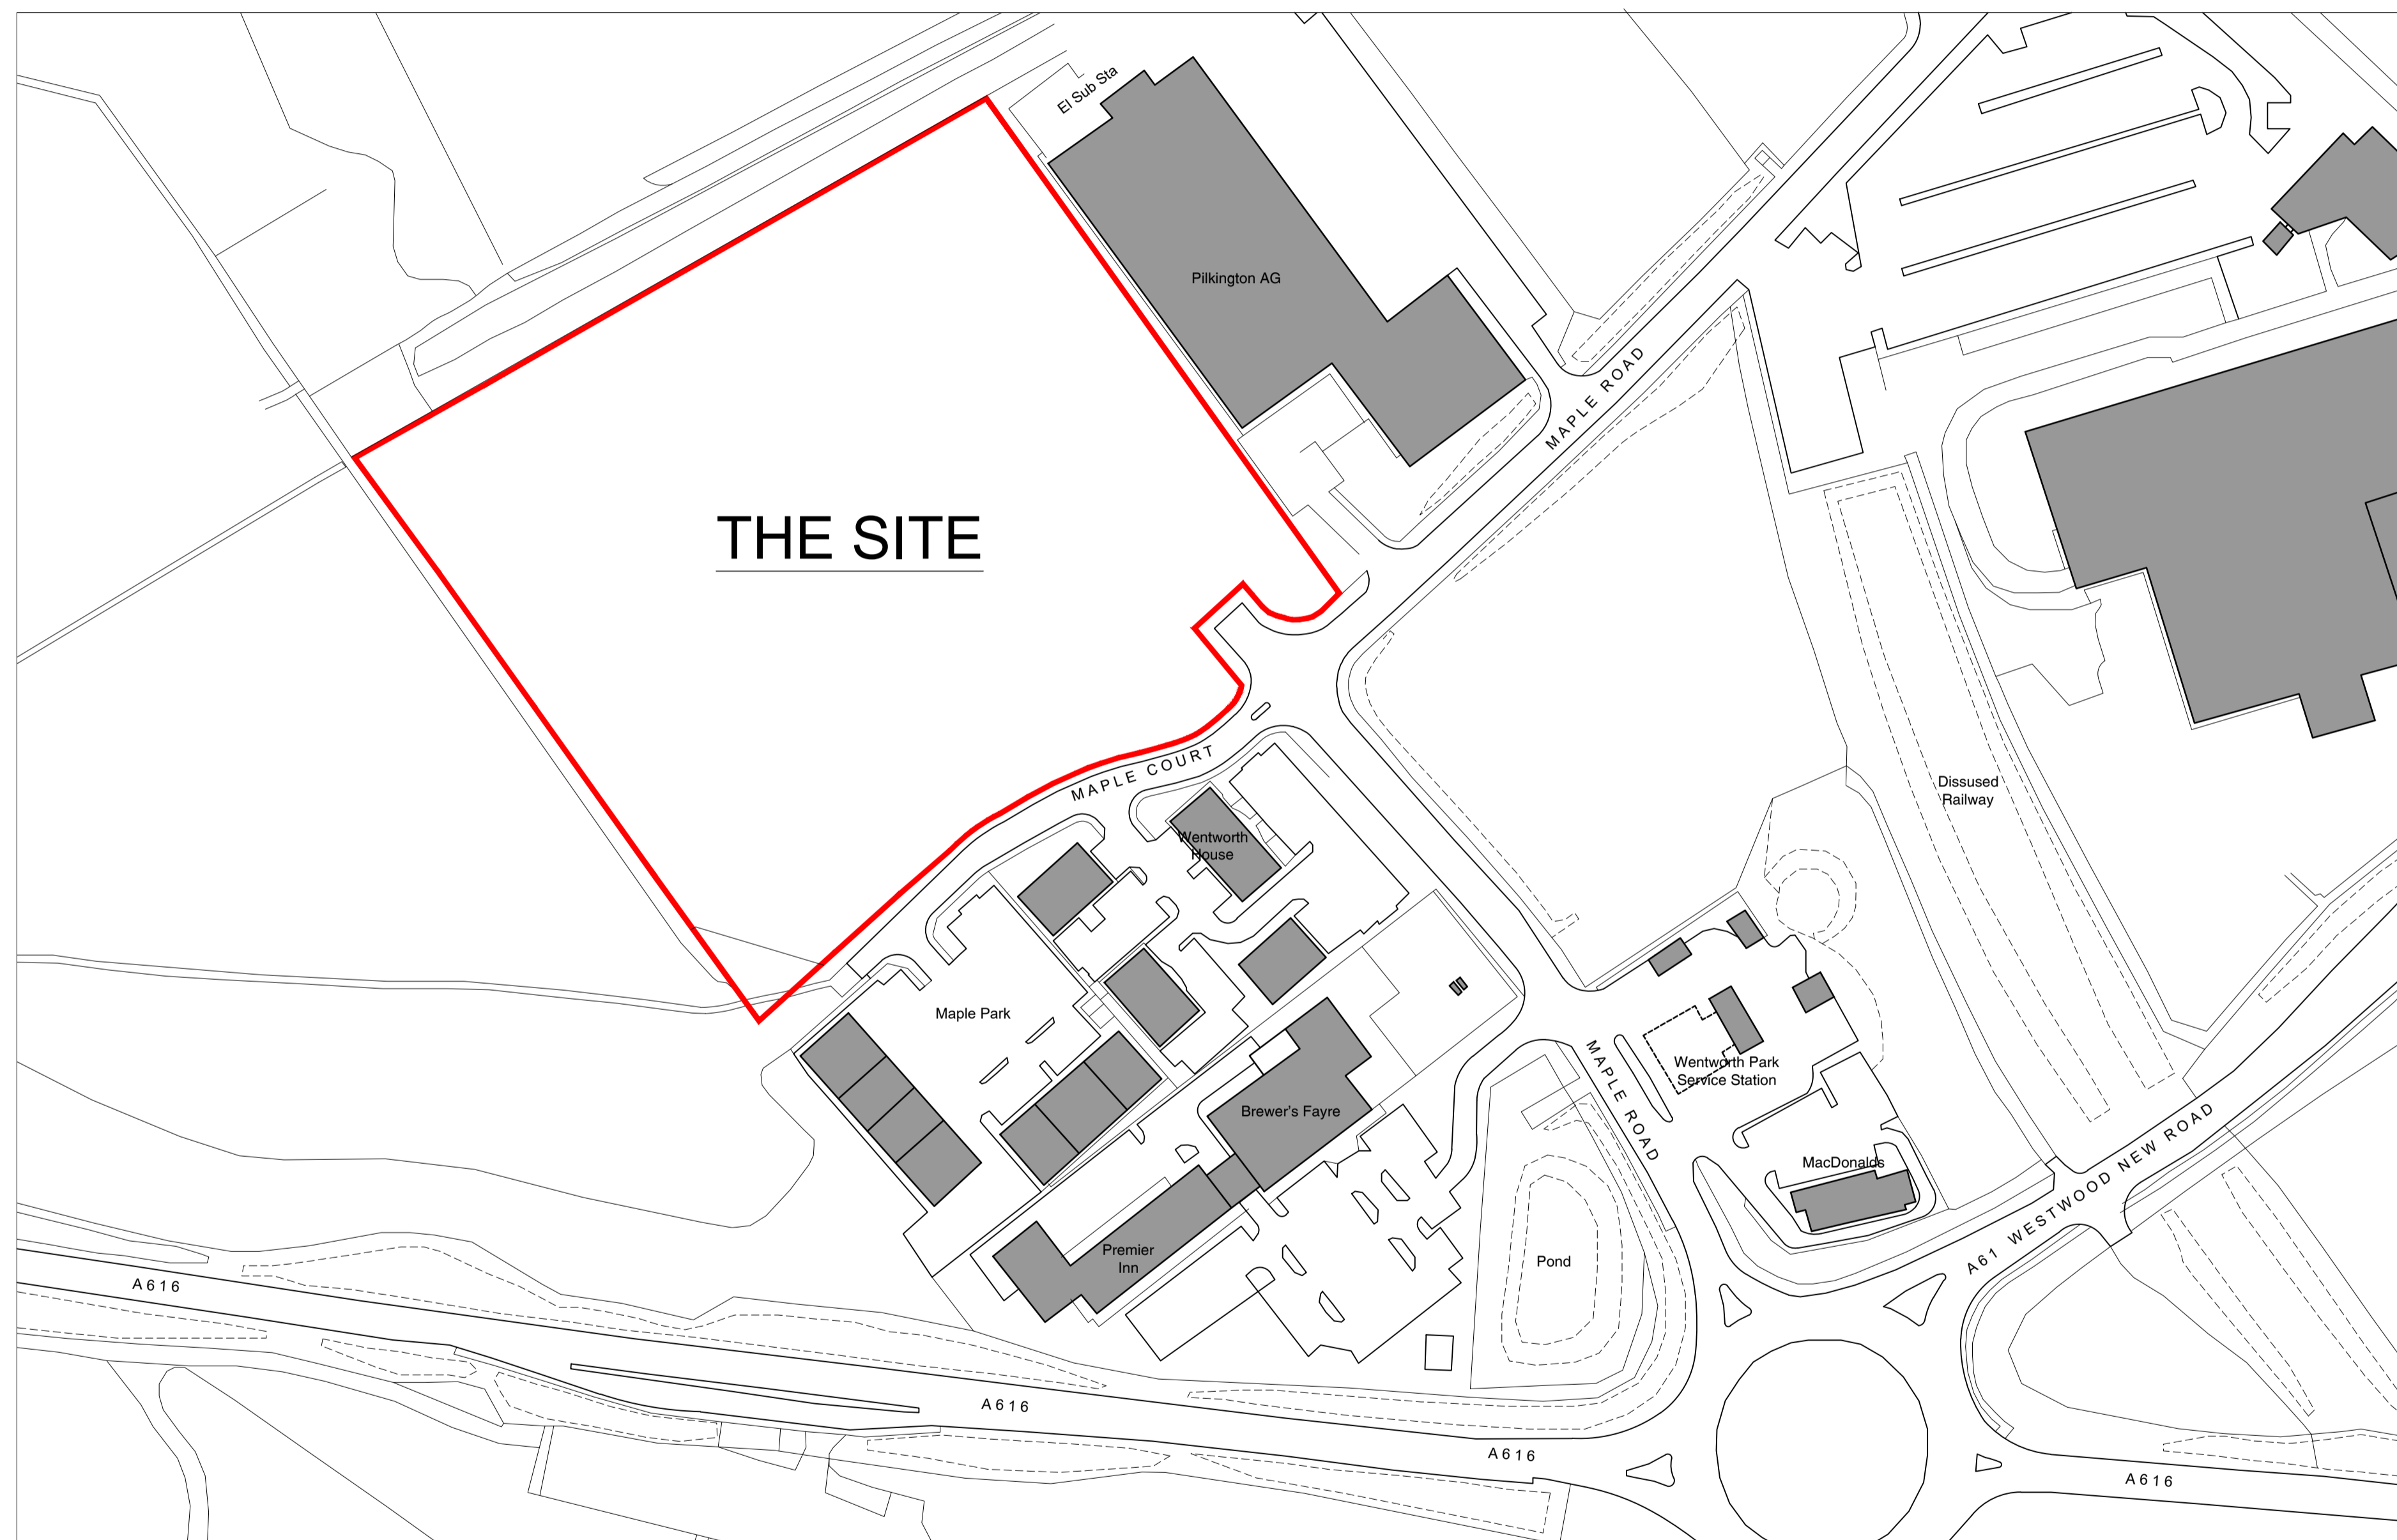 El Sub Sta
Pilkington AG
MAPLE ROAD
THE SITE
MAPLE COURT
Dissused
Railway
Wentworth
House
Maple Park
MAPLE ROAD
Wentworth Park
Service Station
Brewer's Fayre
MacDonalds
A61 WESTWOOD NEW ROAD
Premier
Inn
Pond
A616
A616
A616
A616